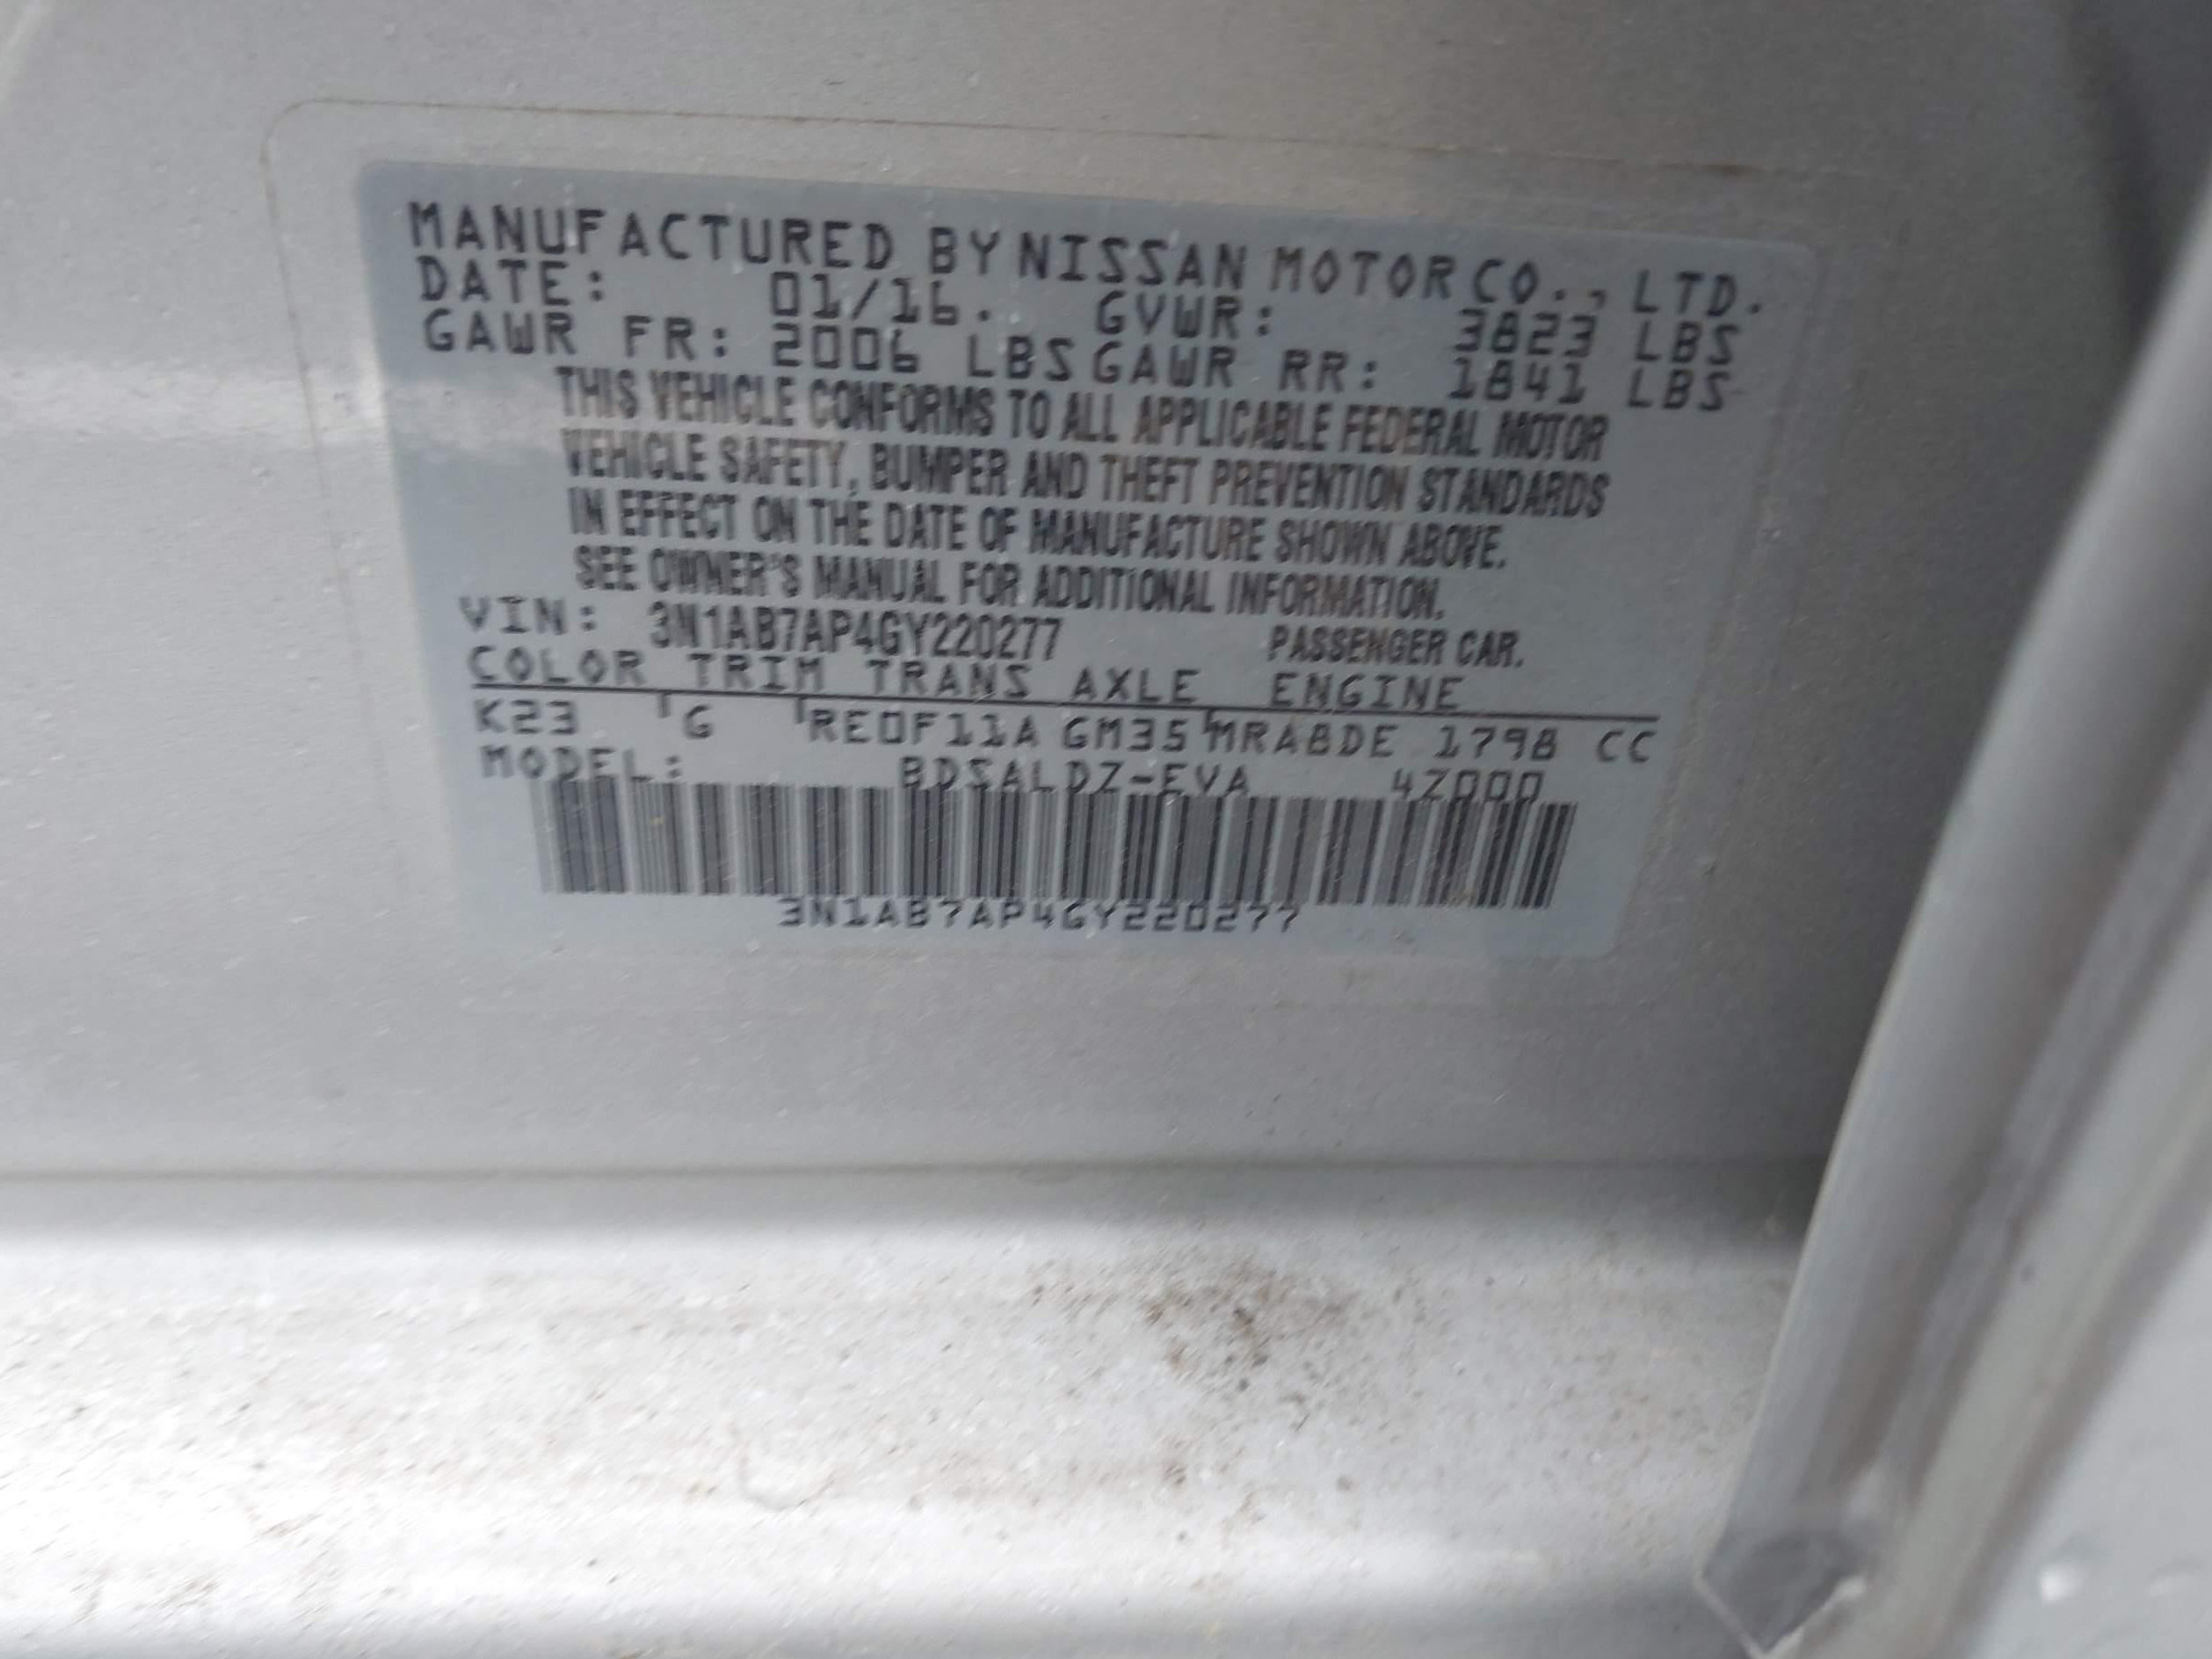 MANUFACTURED BY NISSAN MOTOR CO., LTD.
DATE: 01/16. GVWR: 3823 LBS
GAWR FR: 2006 LBS GAWR RR: 1841 LBS
THIS VEHICLE CONFORMS TO ALL APPLICABLE FEDERAL MOTOR
VEHICLE SAFETY, BUMPER AND THEFT PREVENTION STANDARDS
IN EFFECT ON THE DATE OF MANUFACTURE SHOWN ABOVE.
SEE OWNER'S MANUAL FOR ADDITIONAL INFORMATION.
VIN: 3N1AB7AP4GY220277 PASSENGER CAR.
COLOR TRIM TRANS AXLE ENGINE
K23 G RE0F11A GM35 MRA8DE 1798 CC
MODEL: BDSALDZ-EVA 4Z000
3N1AB7AP4GY220277